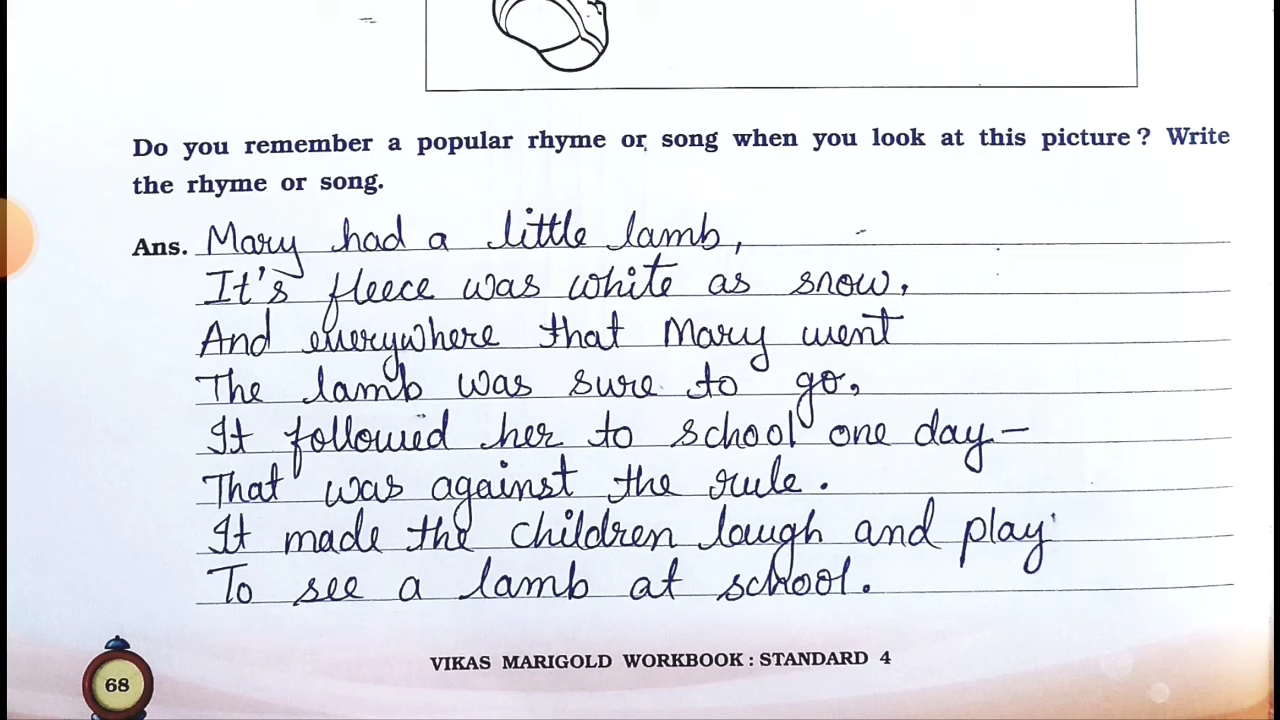 Do you remember a popular rhyme or song when you look at this picture ? Write
the rhyme or song.
Ans. Mary had a little lamb,
It's fleece was white as snow,
And everywhere that Mary went
The lamb was sure to go,
It followed her to school one day –
That was against the rule.
It made the children laugh and play
To see a lamb at school.
68
VIKAS MARIGOLD WORKBOOK : STANDARD 4